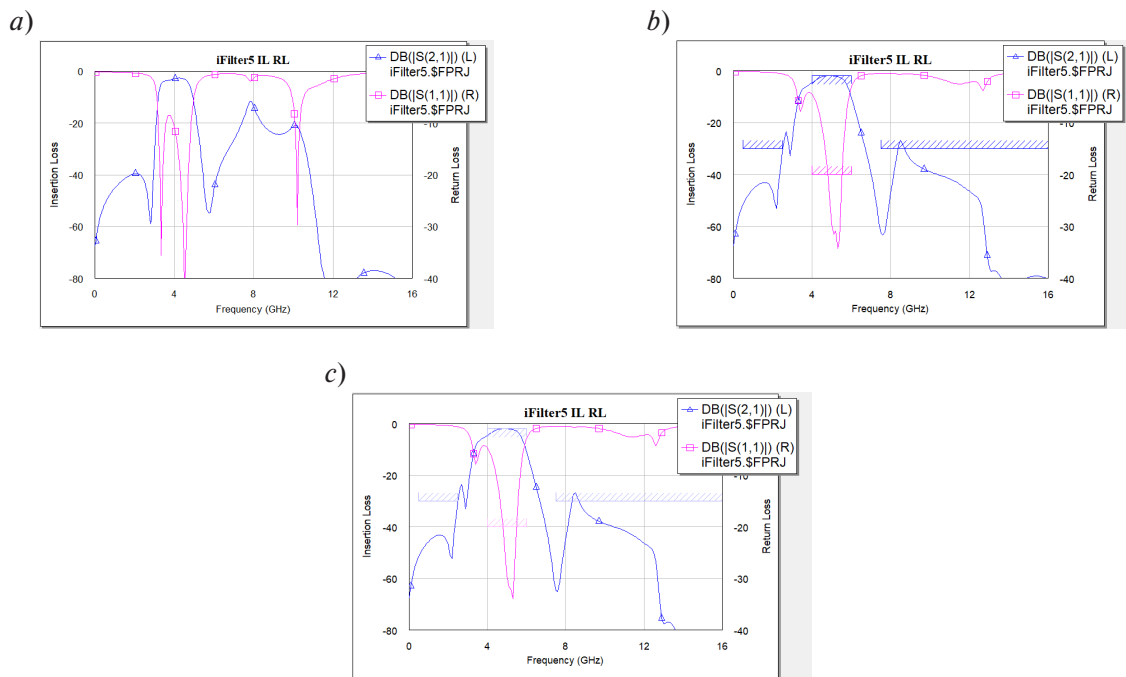 a)
iFilter5 IL RL
DB(|S(2,1)|) (L)
iFilter5.$FPRJ
DB(|S(1,1)|) (R)
iFilter5.$FPRJ
Insertion Loss
Return Loss
0
-20
-40
-60
-80
-10
-20
-30
-40
0 4 8 12 16
Frequency (GHz)
b)
iFilter5 IL RL
DB(|S(2,1)|) (L)
iFilter5.$FPRJ
DB(|S(1,1)|) (R)
iFilter5.$FPRJ
Insertion Loss
Return Loss
0
-20
-40
-60
-80
-10
-20
-30
-40
0 4 8 12 16
Frequency (GHz)
c)
iFilter5 IL RL
DB(|S(2,1)|) (L)
iFilter5.$FPRJ
DB(|S(1,1)|) (R)
iFilter5.$FPRJ
Insertion Loss
Return Loss
0
-20
-40
-60
-80
-10
-20
-30
-40
0 4 8 12 16
Frequency (GHz)